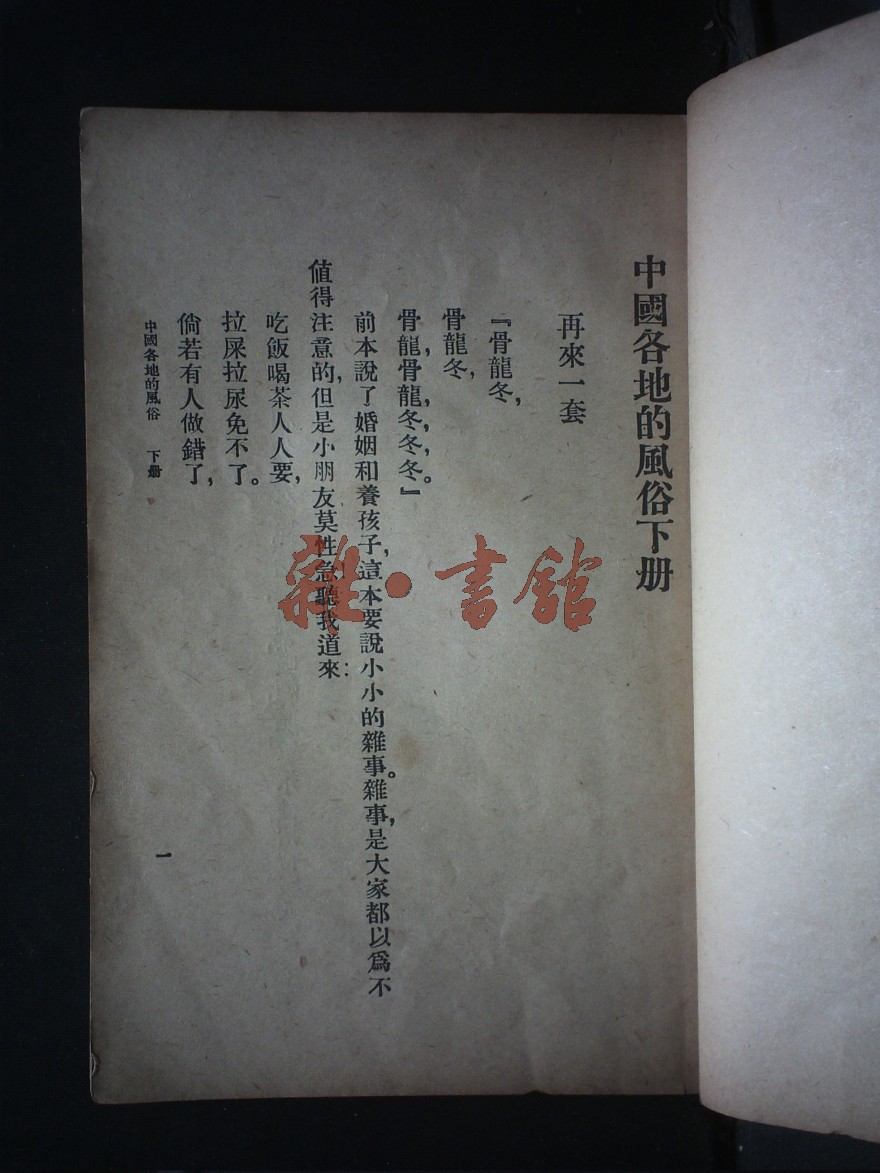 中國各地的風俗下册
再來一套
『骨龍冬，
骨龍冬，
骨龍，骨龍，冬，冬，冬。』
前本說了婚姻和養孩子，這本要說小小的雜事。雜事，是大家都以爲不
值得注意的，但是小朋友莫性急，聽我道來：
吃飯喝茶人人要，
拉屎拉尿免不了。
倘若有人做錯了，
中國各地的風俗　下册
一
雜·書館